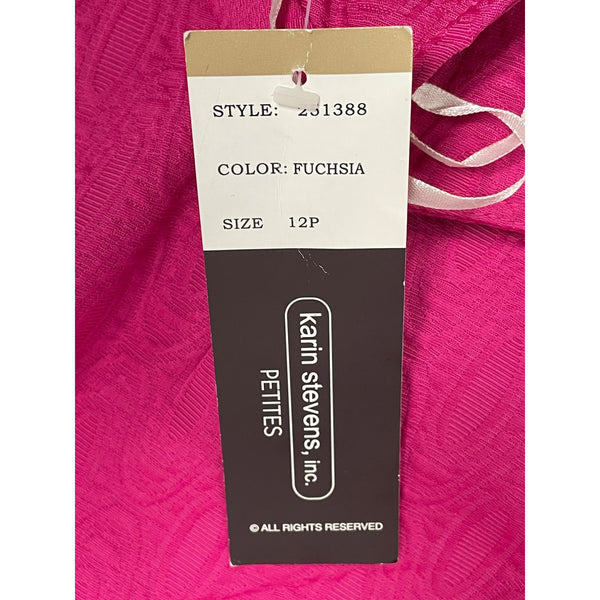 STYLE: 231388
COLOR: FUCHSIA
SIZE 12P
karin stevens, inc.
PETITES
© ALL RIGHTS RESERVED